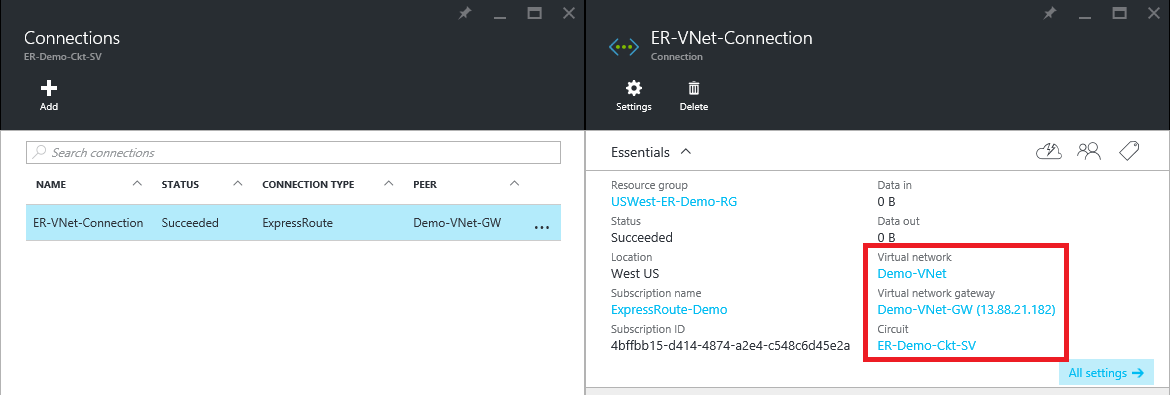 Connections
ER-Demo-Ckt-SV
Add
Search connections
NAME STATUS CONNECTION TYPE PEER
ER-VNet-Connection Succeeded ExpressRoute Demo-VNet-GW ...
ER-VNet-Connection
Connection
Settings Delete
Essentials
Resource group
USWest-ER-Demo-RG
Status
Succeeded
Location
West US
Subscription name
ExpressRoute-Demo
Subscription ID
4bffbb15-d414-4874-a2e4-c548c6d45e2a
Data in
0 B
Data out
0 B
Virtual network
Demo-VNet
Virtual network gateway
Demo-VNet-GW (13.88.21.182)
Circuit
ER-Demo-Ckt-SV
All settings →